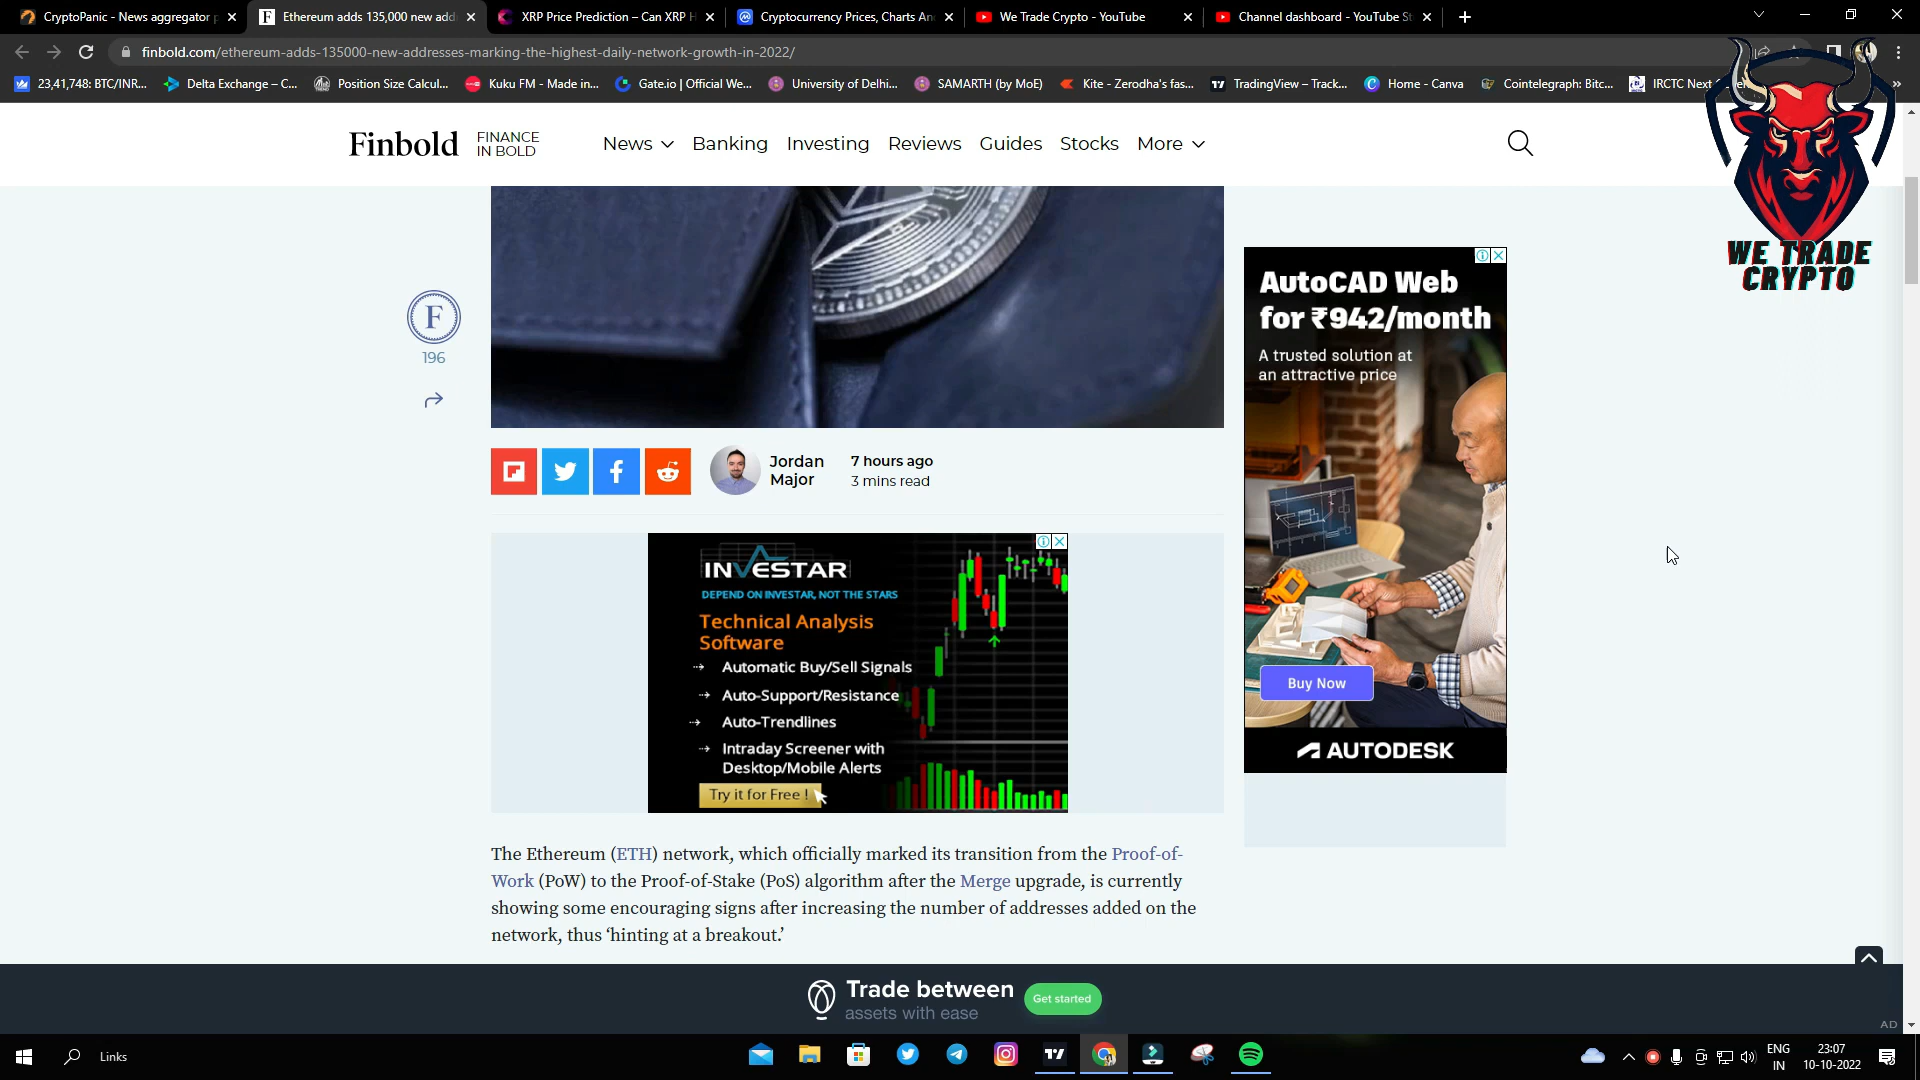 CryptoPanic - News aggregator p
Ethereum adds 135,000 new add
XRP Price Prediction – Can XRP H
Cryptocurrency Prices, Charts An
We Trade Crypto - YouTube
Channel dashboard - YouTube St
finbold.com/ethereum-adds-135000-new-addresses-marking-the-highest-daily-network-growth-in-2022/
23,41,748: BTC/INR...
Delta Exchange – C...
Position Size Calcul...
Kuku FM - Made in...
Gate.io | Official We...
University of Delhi...
SAMARTH (by MoE)
Kite - Zerodha's fas...
TradingView – Track...
Home - Canva
Cointelegraph: Bitc...
IRCTC Next
Finbold
FINANCE
IN BOLD
News
Banking
Investing
Reviews
Guides
Stocks
More
WE TRADE
CRYPTO
F
196
AutoCAD Web
for ₹942/month
A trusted solution at
an attractive price
Buy Now
AUTODESK
Jordan
Major
7 hours ago
3 mins read
INVESTAR
DEPEND ON INVESTAR, NOT THE STARS
Technical Analysis
Software
Automatic Buy/Sell Signals
Auto-Support/Resistance
Auto-Trendlines
Intraday Screener with
Desktop/Mobile Alerts
Try it for Free !
The Ethereum (ETH) network, which officially marked its transition from the Proof-of-
Work (PoW) to the Proof-of-Stake (PoS) algorithm after the Merge upgrade, is currently
showing some encouraging signs after increasing the number of addresses added on the
network, thus ‘hinting at a breakout.’
Trade between
assets with ease
Get started
AD
Links
ENG
IN
23:07
10-10-2022